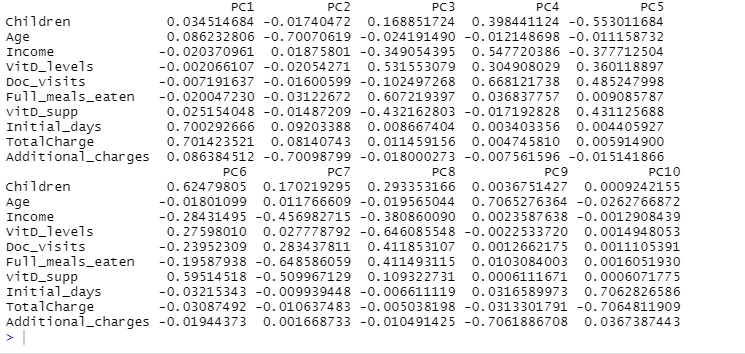 PC1 PC2 PC3 PC4 PC5
Children 0.034514684 -0.01740472 0.168851724 0.398441124 -0.553011684
Age 0.086232806 -0.70070619 -0.024191490 -0.012148698 -0.011158732
Income -0.020370961 0.01875801 -0.349054395 0.547720386 -0.377712504
VitD_levels -0.002066107 -0.02054271 0.531553079 0.304908029 0.360118897
Doc_visits -0.007191637 -0.01600599 -0.102497268 0.668121738 0.485247998
Full_meals_eaten -0.020047230 -0.03122672 0.607219397 0.036837757 0.009085787
vitD_supp 0.025154048 -0.01487209 -0.432162803 -0.017192828 0.431125688
Initial_days 0.700292666 0.09203388 0.008667404 0.003403356 0.004405927
TotalCharge 0.701423521 0.08140743 0.011459156 0.004745810 0.005914900
Additional_charges 0.086384512 -0.70098799 -0.018000273 -0.007561596 -0.015141866
PC6 PC7 PC8 PC9 PC10
Children 0.62479805 0.170219295 0.293353166 0.0036751427 0.0009242155
Age -0.01801099 0.011766609 -0.019565044 0.7065276364 -0.0262766872
Income -0.28431495 -0.456982715 -0.380860090 0.0023587638 -0.0012908439
VitD_levels 0.27598010 0.027778792 -0.646085548 -0.0022533720 0.0014948053
Doc_visits -0.23952309 0.283437811 0.411853107 0.0012662175 0.0011105391
Full_meals_eaten -0.19587938 -0.648586059 0.411493115 0.0103084003 0.0016051930
vitD_supp 0.59514518 -0.509967129 0.109322731 0.0006111671 0.0006071775
Initial_days -0.03215343 -0.009939448 -0.006611119 0.0316589973 0.7062826586
TotalCharge -0.03087492 -0.010637483 -0.005038198 -0.0313301791 -0.7064811909
Additional_charges -0.01944373 0.001668733 -0.010491425 -0.7061886708 0.0367387443
>